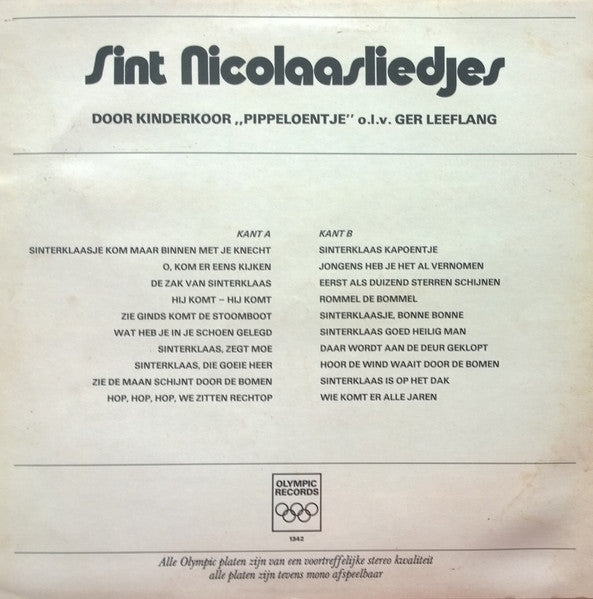 Sint Nicolaasliedjes
DOOR KINDERKOOR ,,PIPPELOENTJE'' o.l.v. GER LEEFLANG
KANT A
SINTERKLAASJE KOM MAAR BINNEN MET JE KNECHT
O, KOM ER EENS KIJKEN
DE ZAK VAN SINTERKLAAS
HIJ KOMT – HIJ KOMT
ZIE GINDS KOMT DE STOOMBOOT
WAT HEB JE IN JE SCHOEN GELEGD
SINTERKLAAS, ZEGT MOE
SINTERKLAAS, DIE GOEIE HEER
ZIE DE MAAN SCHIJNT DOOR DE BOMEN
HOP, HOP, HOP, WE ZITTEN RECHTOP
KANT B
SINTERKLAAS KAPOENTJE
JONGENS HEB JE HET AL VERNOMEN
EERST ALS DUIZEND STERREN SCHIJNEN
ROMMEL DE BOMMEL
SINTERKLAASJE, BONNE BONNE
SINTERKLAAS GOED HEILIG MAN
DAAR WORDT AAN DE DEUR GEKLOPT
HOOR DE WIND WAAIT DOOR DE BOMEN
SINTERKLAAS IS OP HET DAK
WIE KOMT ER ALLE JAREN
OLYMPIC
RECORDS
1342
Alle Olympic platen zijn van een voortreffelijke stereo kwaliteit
alle platen zijn tevens mono afspeelbaar